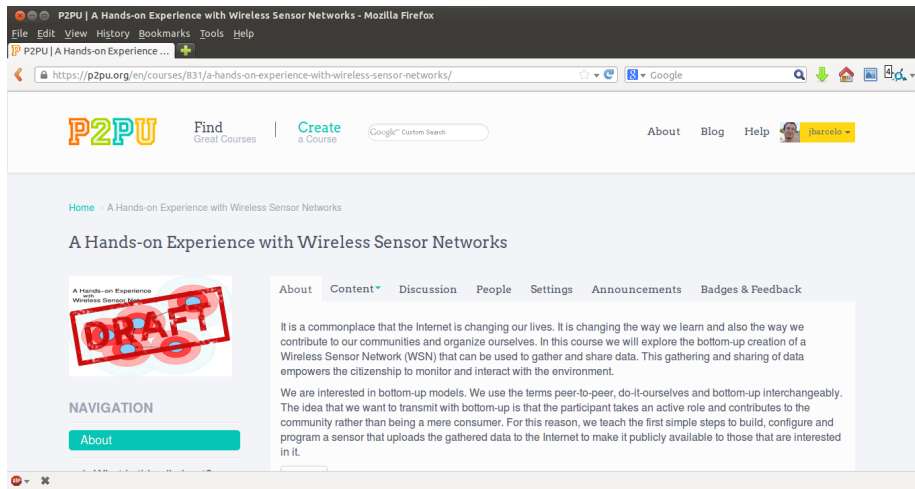 P2PU | A Hands-on Experience with Wireless Sensor Networks - Mozilla Firefox
File Edit View History Bookmarks Tools Help
P2PU | A Hands-on Experience ...
https://p2pu.org/en/courses/831/a-hands-on-experience-with-wireless-sensor-networks/
Google
4
P2PU
Find
Great Courses
Create
a Course
Google™ Custom Search
About Blog Help jbarcelo
Home › A Hands-on Experience with Wireless Sensor Networks
A Hands-on Experience with Wireless Sensor Networks
A Hands-on Experience
with
Wireless Sensor Net
DRAFT
About Content Discussion People Settings Announcements Badges & Feedback
It is a commonplace that the Internet is changing our lives. It is changing the way we learn and also the way we
contribute to our communities and organize ourselves. In this course we will explore the bottom-up creation of a
Wireless Sensor Network (WSN) that can be used to gather and share data. This gathering and sharing of data
empowers the citizenship to monitor and interact with the environment.
We are interested in bottom-up models. We use the terms peer-to-peer, do-it-ourselves and bottom-up interchangeably.
The idea that we want to transmit with bottom-up is that the participant takes an active role and contributes to the
community rather than being a mere consumer. For this reason, we teach the first simple steps to build, configure and
program a sensor that uploads the gathered data to the Internet to make it publicly available to those that are interested
in it.
NAVIGATION
About
ABP